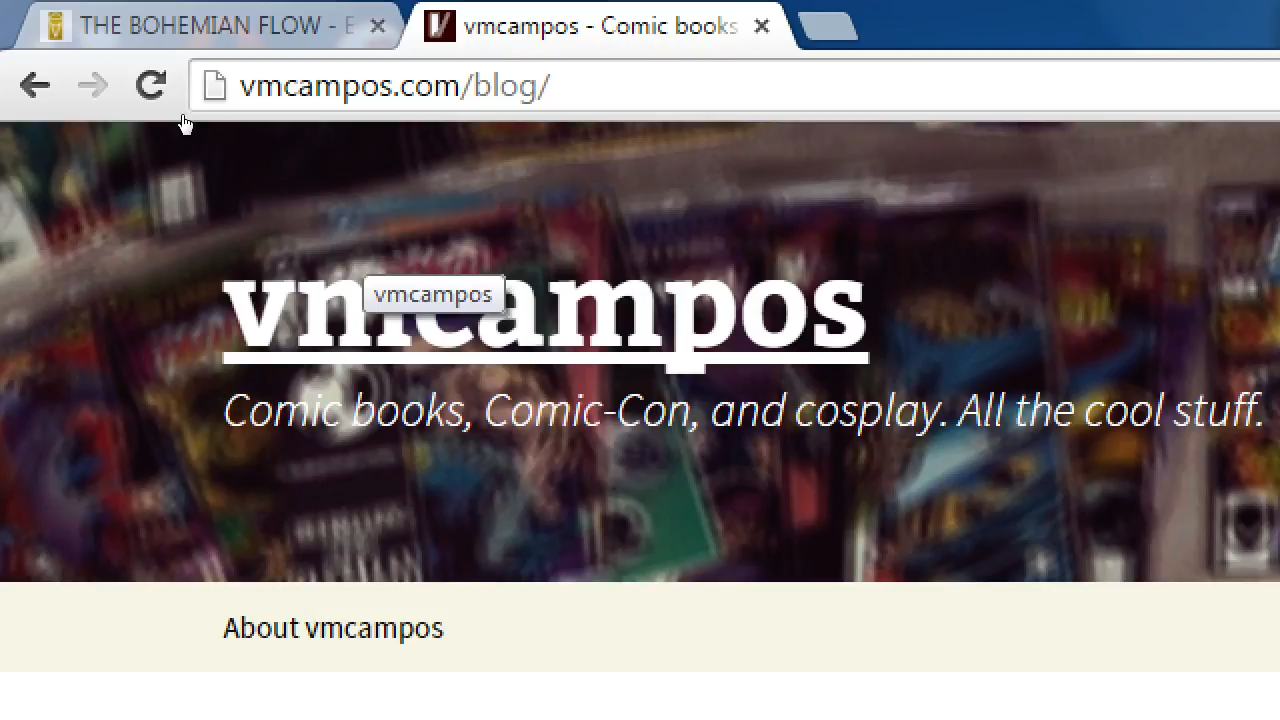 THE BOHEMIAN FLOW - E
vmcampos - Comic books
vmcampos.com/blog/
vmcampos
vmcampos
Comic books, Comic-Con, and cosplay. All the cool stuff.
About vmcampos